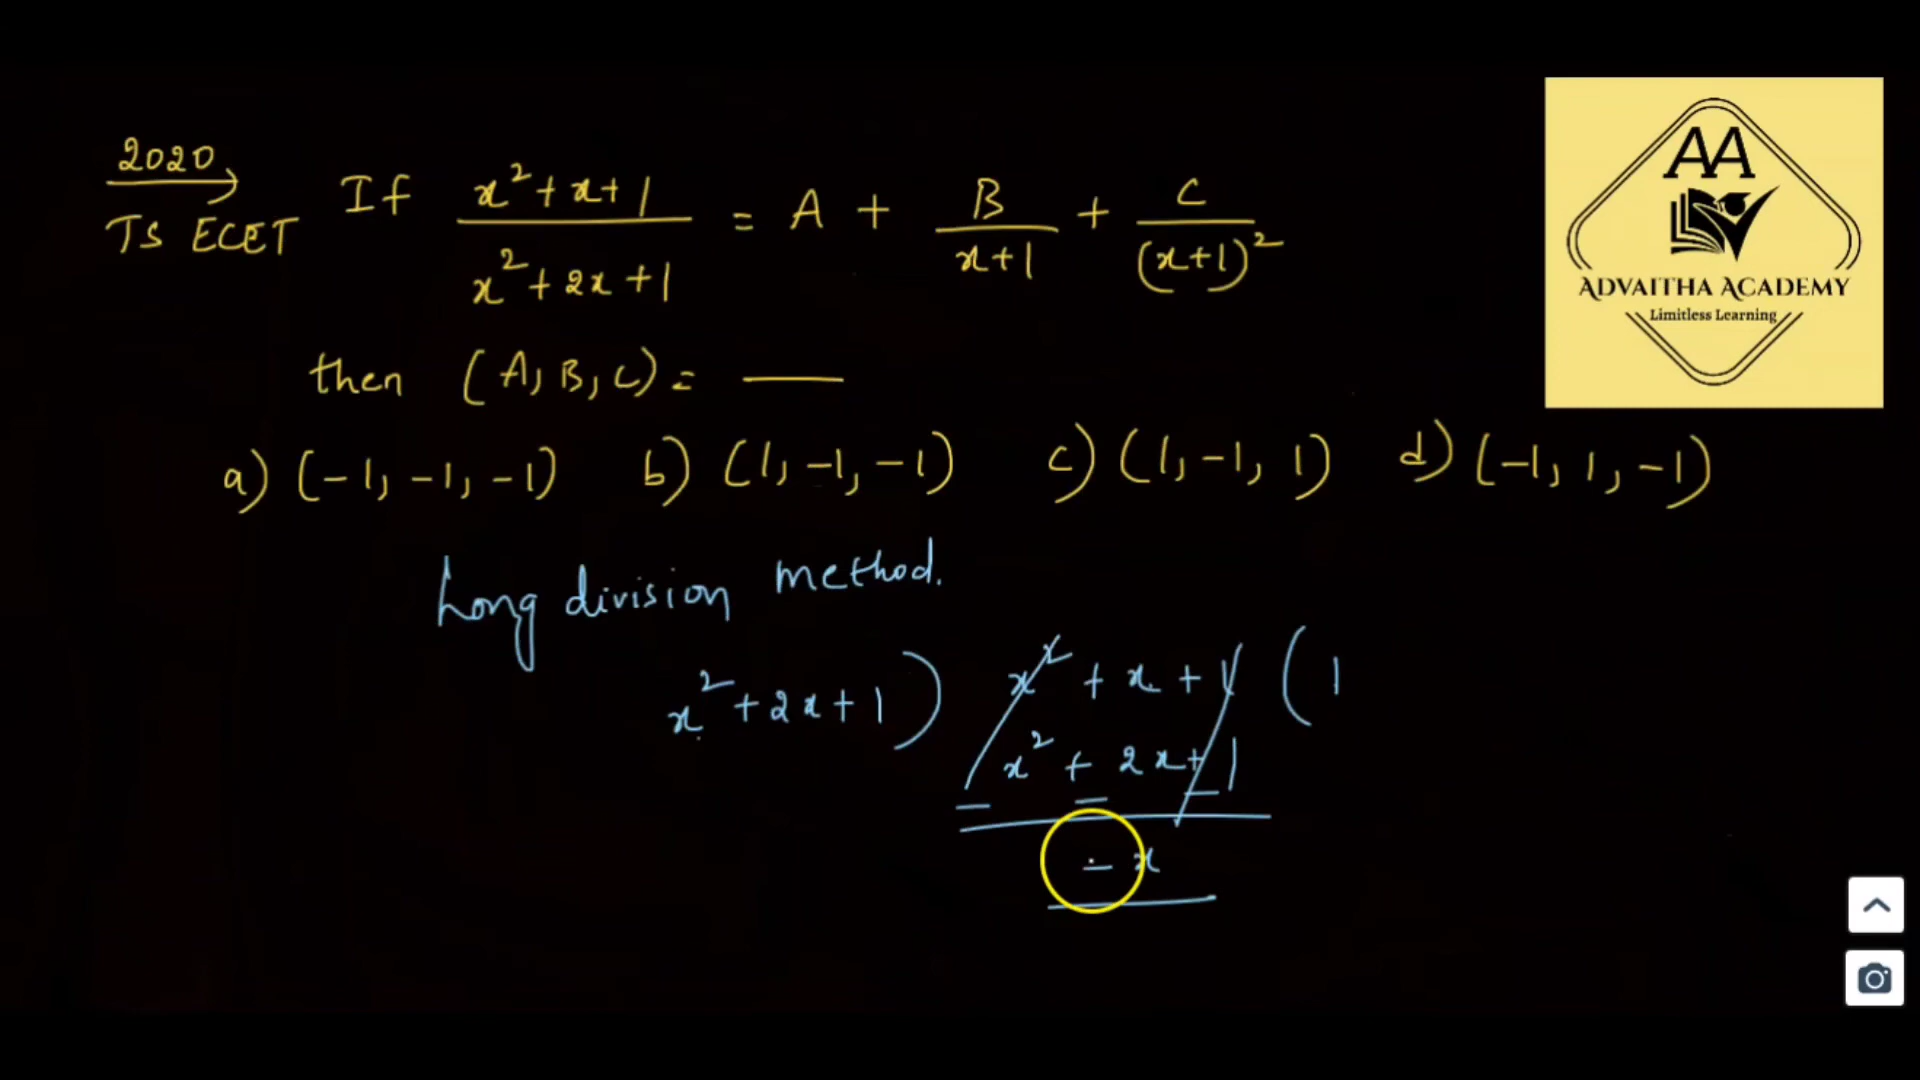 2020
TS ECET
If x²+x+1 / x²+2x+1 = A + B/x+1 + C/(x+1)²
then (A, B, C) = ___
a) (-1, -1, -1) b) (1, -1, -1) c) (1, -1, 1) d) (-1, 1, -1)
Long division method.
x²+2x+1 ) x² + x + 1 ( 1
x² + 2x + 1
- - -
- x
AA
ADVAITHA ACADEMY
Limitless Learning